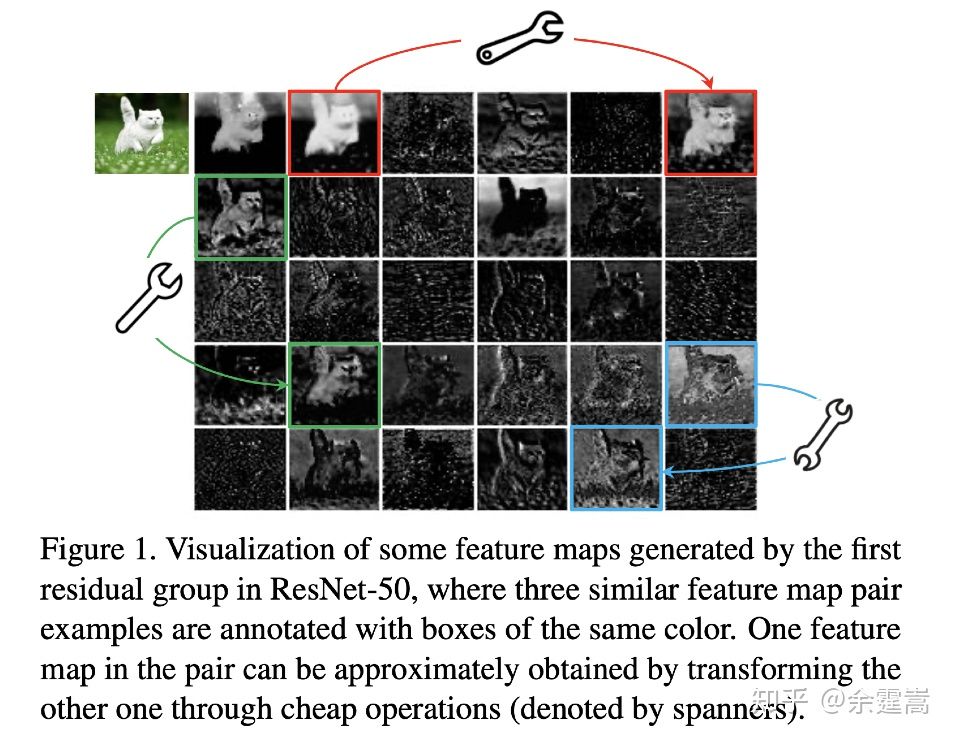 Figure 1. Visualization of some feature maps generated by the first
residual group in ResNet-50, where three similar feature map pair
examples are annotated with boxes of the same color. One feature
map in the pair can be approximately obtained by transforming the
other one through cheap operations (denoted by spanners).
知乎 @余霆嵩